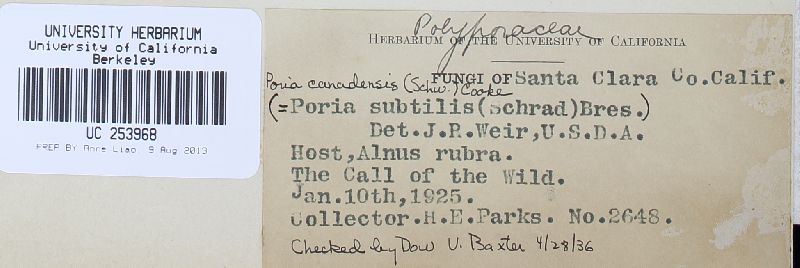 UNIVERSITY HERBARIUM
University of California
Berkeley
UC 253968
PREP BY Anre Liao 9 Aug 2013
Polyporaceae
HERBARIUM OF THE UNIVERSITY OF CALIFORNIA
FUNGI OF Santa Clara Co. Calif.
Poria canadensis (Schw.) Cooke
(=Poria subtilis(Schrad)Bres.)
Det.J.R.Weir,U.S.D.A.
Host,Alnus rubra.
The Call of the Wild.
Jan.10th,1925.
Collector.H.E.Parks. No.2648.
Checked by Dow V. Baxter 4/28/36